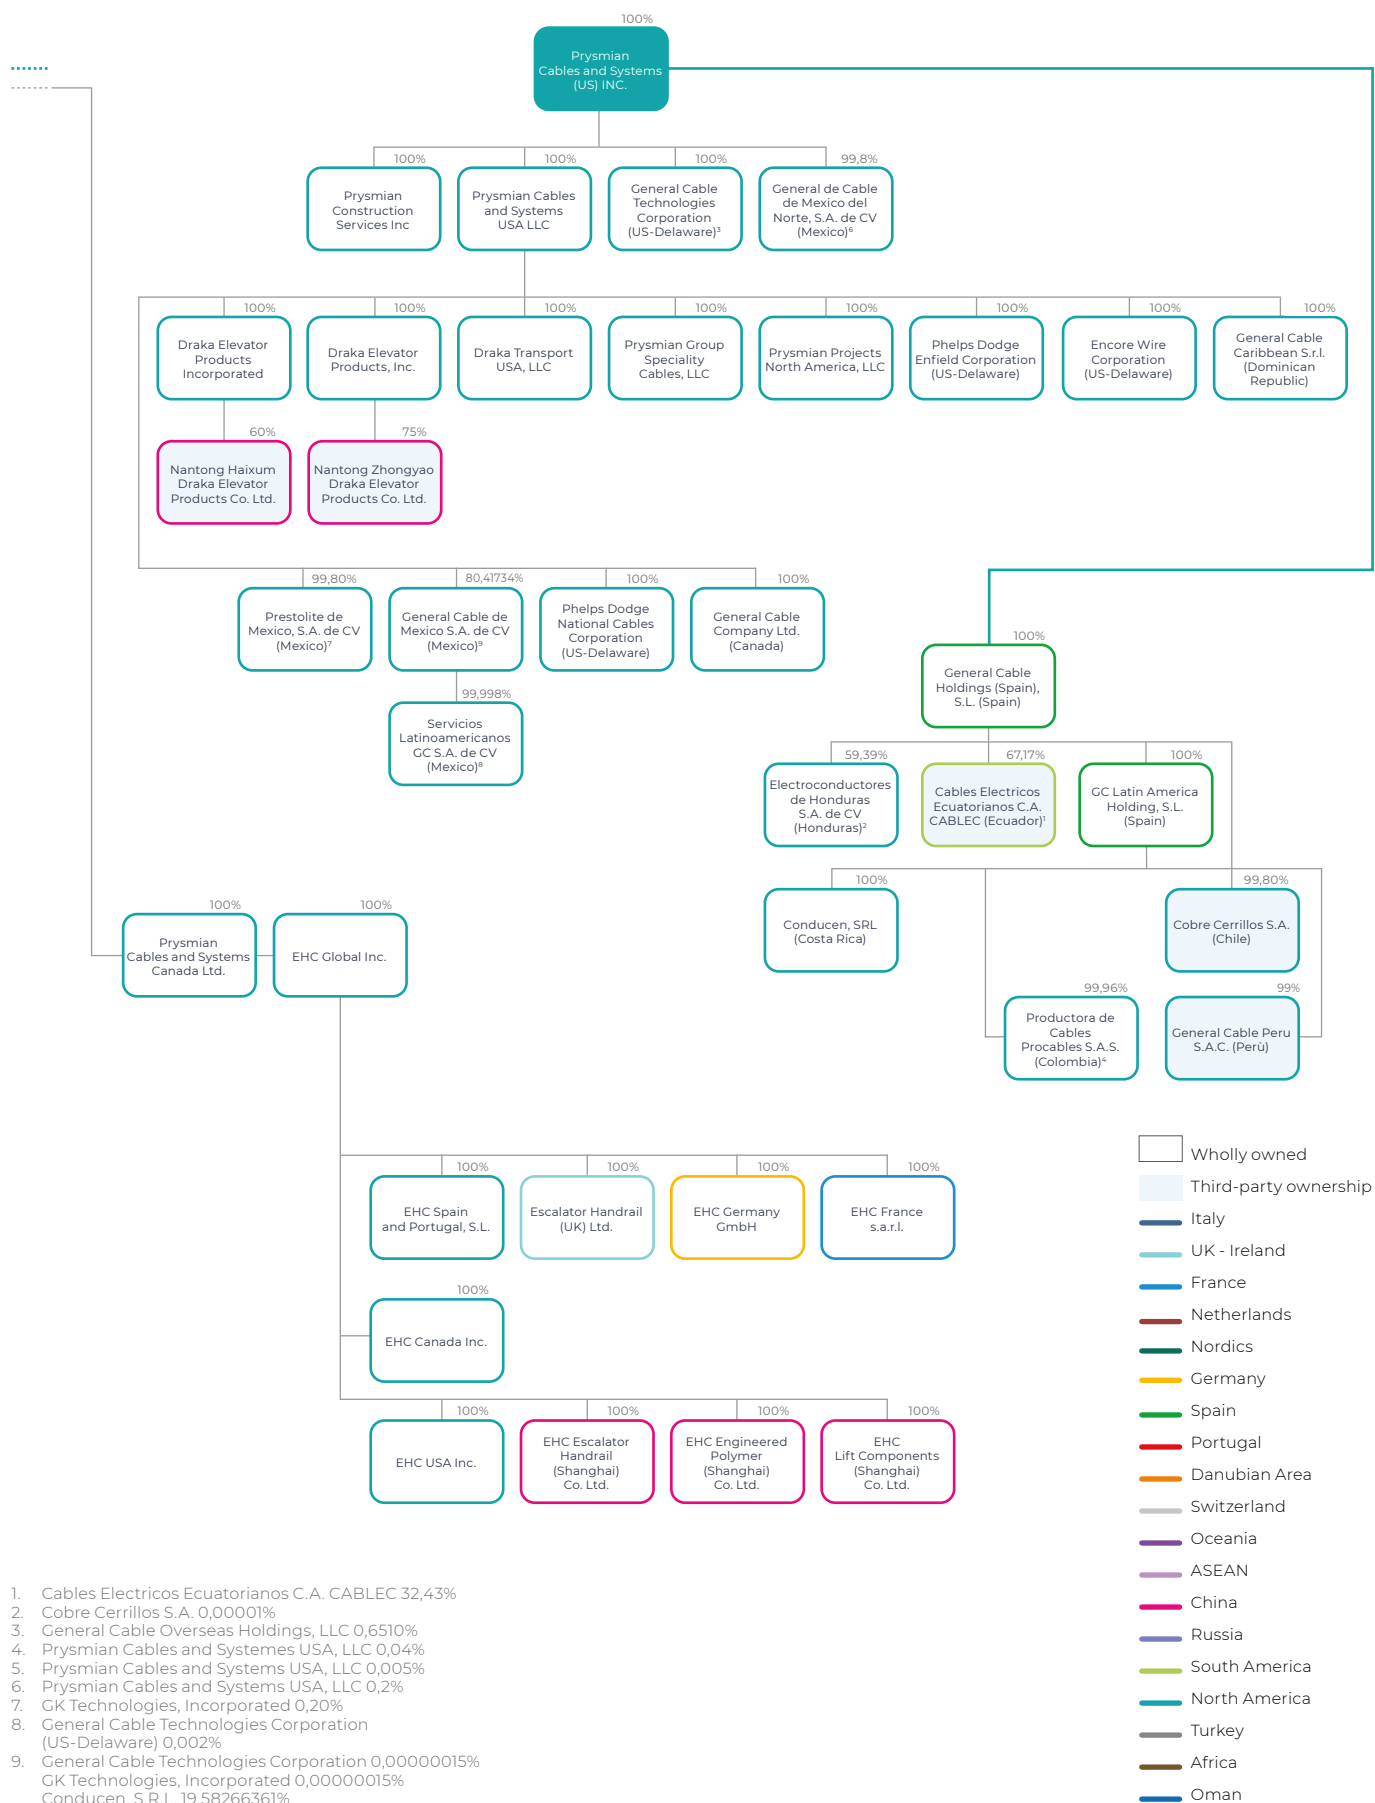 100%
Prysmian
Cables and Systems
(US) INC.
100%
100%
100%
99,8%
Prysmian
Construction
Services Inc
Prysmian Cables
and Systems
USA LLC
General Cable
Technologies
Corporation
(US-Delaware)³
General de Cable
de Mexico del
Norte, S.A. de CV
(Mexico)⁶
100%
100%
100%
100%
100%
100%
100%
100%
Draka Elevator
Products
Incorporated
Draka Elevator
Products, Inc.
Draka Transport
USA, LLC
Prysmian Group
Speciality
Cables, LLC
Prysmian Projects
North America, LLC
Phelps Dodge
Enfield Corporation
(US-Delaware)
Encore Wire
Corporation
(US-Delaware)
General Cable
Caribbean S.r.l.
(Dominican
Republic)
60%
75%
Nantong Haixum
Draka Elevator
Products Co. Ltd.
Nantong Zhongyao
Draka Elevator
Products Co. Ltd.
99,80%
80,41734%
100%
100%
Prestolite de
Mexico, S.A. de CV
(Mexico)⁷
General Cable de
Mexico S.A. de CV
(Mexico)⁹
Phelps Dodge
National Cables
Corporation
(US-Delaware)
General Cable
Company Ltd.
(Canada)
100%
General Cable
Holdings (Spain),
S.L. (Spain)
99,998%
Servicios
Latinoamericanos
GC S.A. de CV
(Mexico)⁸
59,39%
67,17%
100%
Electroconductores
de Honduras
S.A. de CV
(Honduras)²
Cables Electricos
Ecuatorianos C.A.
CABLEC (Ecuador)¹
GC Latin America
Holding, S.L.
(Spain)
100%
99,80%
Conducen, SRL
(Costa Rica)
Cobre Cerrillos S.A.
(Chile)
100%
100%
Prysmian
Cables and Systems
Canada Ltd.
EHC Global Inc.
99,96%
99%
Productora de
Cables
Procables S.A.S.
(Colombia)⁴
General Cable Peru
S.A.C. (Perù)
100%
100%
100%
100%
EHC Spain
and Portugal, S.L.
Escalator Handrail
(UK) Ltd.
EHC Germany
GmbH
EHC France
s.a.r.l.
100%
EHC Canada Inc.
100%
100%
100%
100%
EHC USA Inc.
EHC Escalator
Handrail
(Shanghai)
Co. Ltd.
EHC Engineered
Polymer
(Shanghai)
Co. Ltd.
EHC
Lift Components
(Shanghai)
Co. Ltd.
Wholly owned
Third-party ownership
Italy
UK - Ireland
France
Netherlands
Nordics
Germany
Spain
Portugal
Danubian Area
Switzerland
Oceania
ASEAN
China
Russia
South America
North America
Turkey
Africa
Oman
1. Cables Electricos Ecuatorianos C.A. CABLEC 32,43%
2. Cobre Cerrillos S.A. 0,00001%
3. General Cable Overseas Holdings, LLC 0,6510%
4. Prysmian Cables and Systemes USA, LLC 0,04%
5. Prysmian Cables and Systems USA, LLC 0,005%
6. Prysmian Cables and Systems USA, LLC 0,2%
7. GK Technologies, Incorporated 0,20%
8. General Cable Technologies Corporation
(US-Delaware) 0,002%
9. General Cable Technologies Corporation 0,00000015%
GK Technologies, Incorporated 0,00000015%
Conducen, S.R.L. 19,58266361%